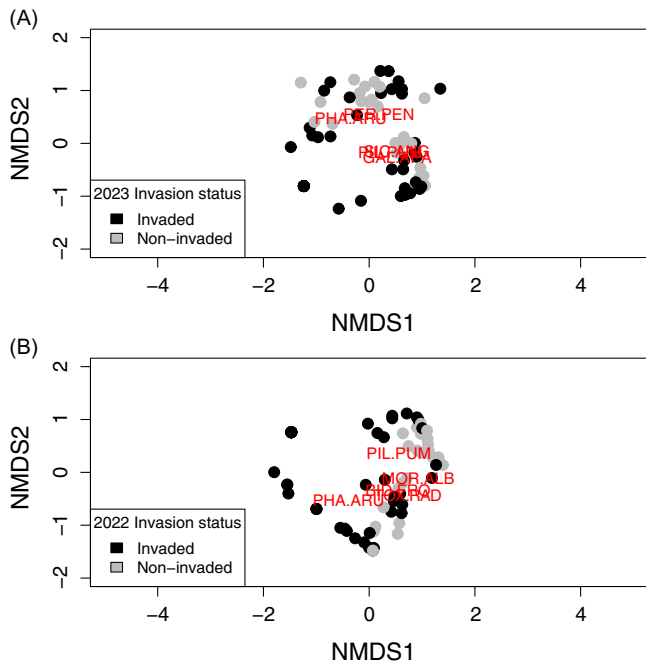 (A)
2
PER.PEN
1
PHA.ARU
NMDS2
0
−1
2023 Invasion status
Invaded
Non-invaded
−2
−4
−2
0
2
4
NMDS1
(B)
2
1
PIL.PUM
NMDS2
0
MOR.ALB
PHA.ARU
−1
2022 Invasion status
Invaded
Non-invaded
−2
−4
−2
0
2
4
NMDS1